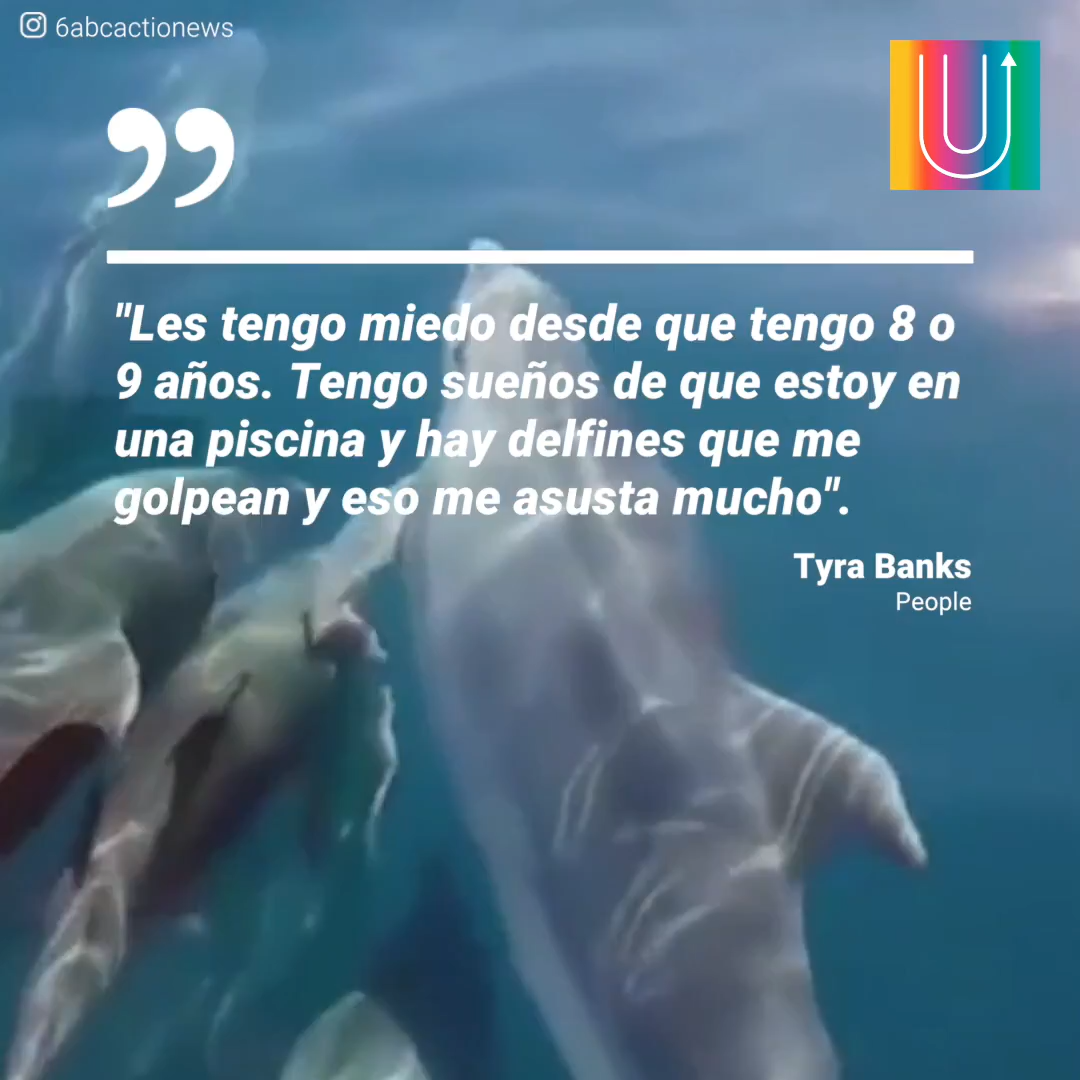 6abcactionews
"Les tengo miedo desde que tengo 8 o
9 años. Tengo sueños de que estoy en
una piscina y hay delfines que me
golpean y eso me asusta mucho".
Tyra Banks
People